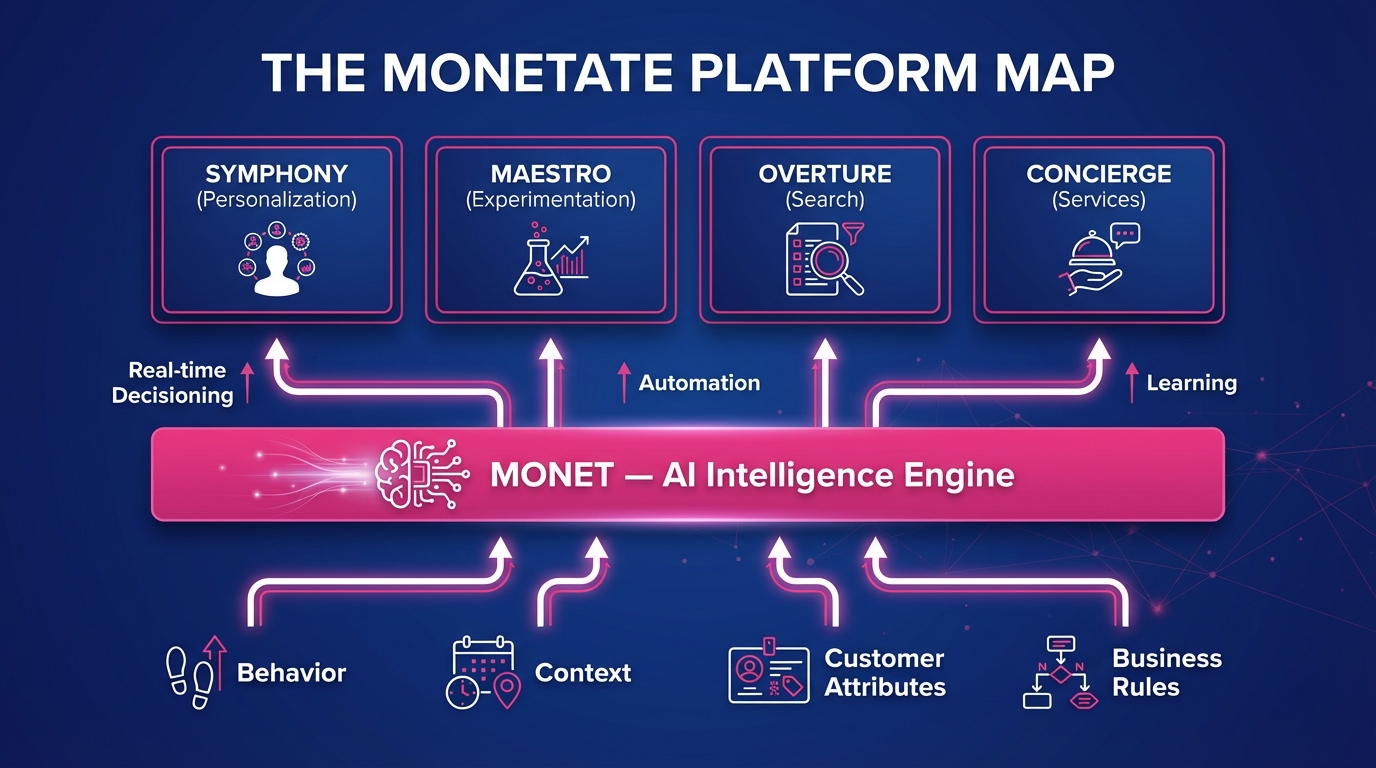 THE MONETATE PLATFORM MAP
SYMPHONY
(Personalization)
MAESTRO
(Experimentation)
OVERTURE
(Search)
CONCIERGE
(Services)
Real-time
Decisioning
Automation
Learning
MONET — AI Intelligence Engine
Behavior
Context
Customer
Attributes
N N
Business
Rules